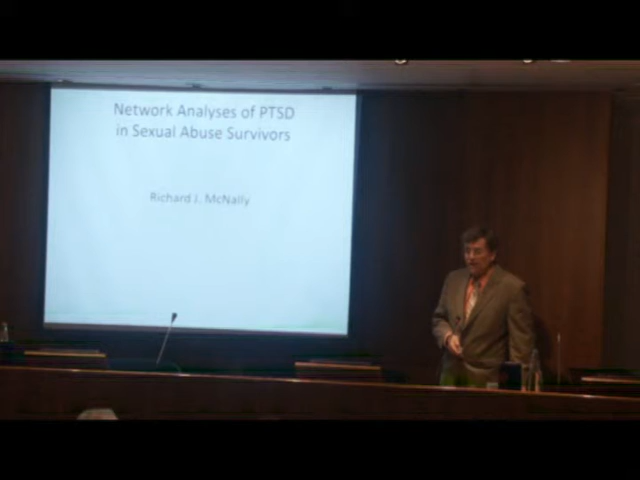 Network Analyses of PTSD
in Sexual Abuse Survivors
Richard J. McNally